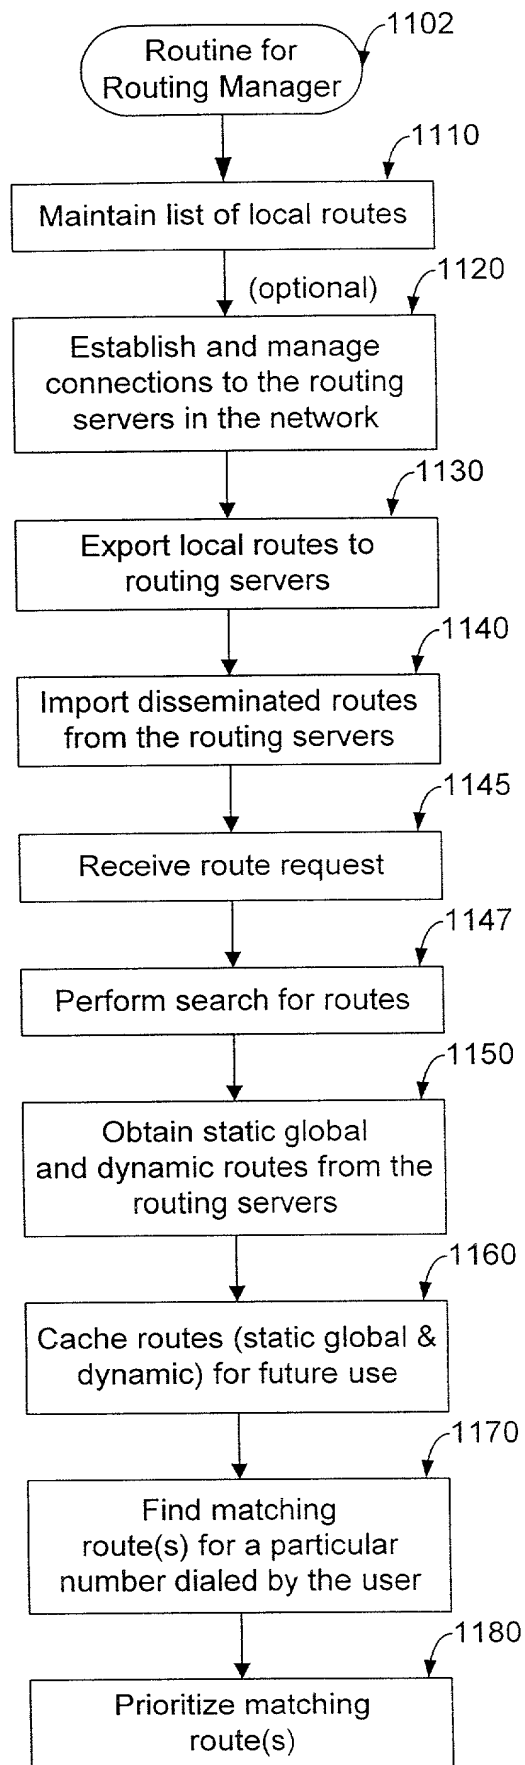 1102
Routine for
Routing Manager
1110
Maintain list of local routes
1120
(optional)
Establish and manage
connections to the routing
servers in the network
1130
Export local routes to
routing servers
1140
Import disseminated routes
from the routing servers
1145
Receive route request
1147
Perform search for routes
1150
Obtain static global
and dynamic routes from the
routing servers
1160
Cache routes (static global &
dynamic) for future use
1170
Find matching
route(s) for a particular
number dialed by the user
1180
Prioritize matching
route(s)